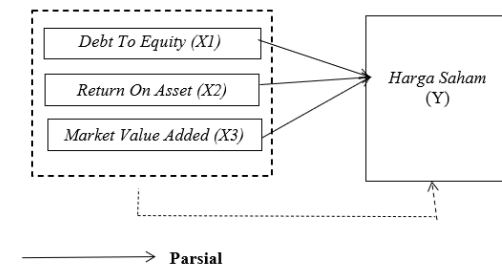 Debt To Equity (X1)
Return On Asset (X2)
Market Value Added (X3)
Harga Saham
(Y)
Parsial